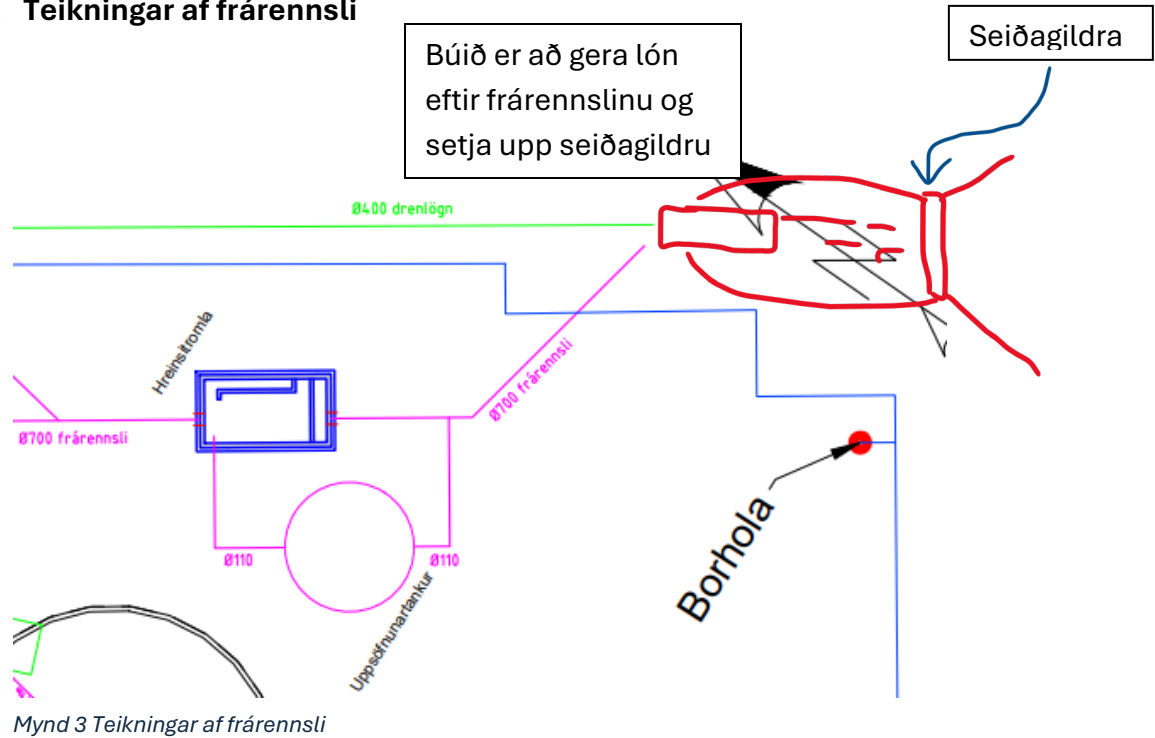 Teikningar af frárennsli
Seiðagildra
Búið er að gera lón
eftir frárennslinu og
setja upp seiðagildru
Ø400 drenlögn
Hreinsitromla
Ø700 frárennsli
Ø700 frárennsli
Ø110
Ø110
Uppsöfnunartankur
Borhola
Mynd 3 Teikningar af frárennsli